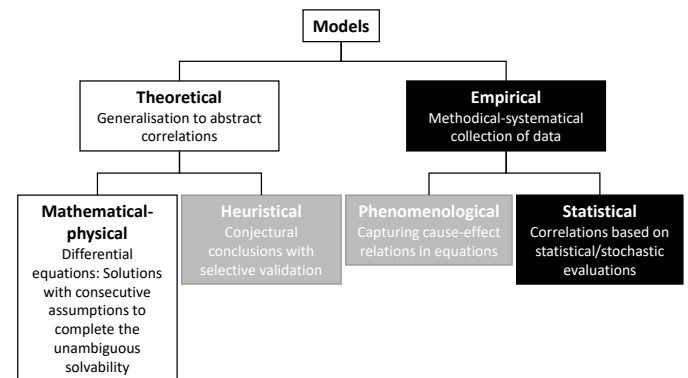 Models
Theoretical
Generalisation to abstract
correlations
Empirical
Methodical-systematical
collection of data
Mathematical-
physical
Differential
equations: Solutions
with consecutive
assumptions to
complete the
unambiguous
solvability
Heuristical
Conjectural
conclusions with
selective validation
Phenomenological
Capturing cause-effect
relations in equations
Statistical
Correlations based on
statistical/stochastic
evaluations